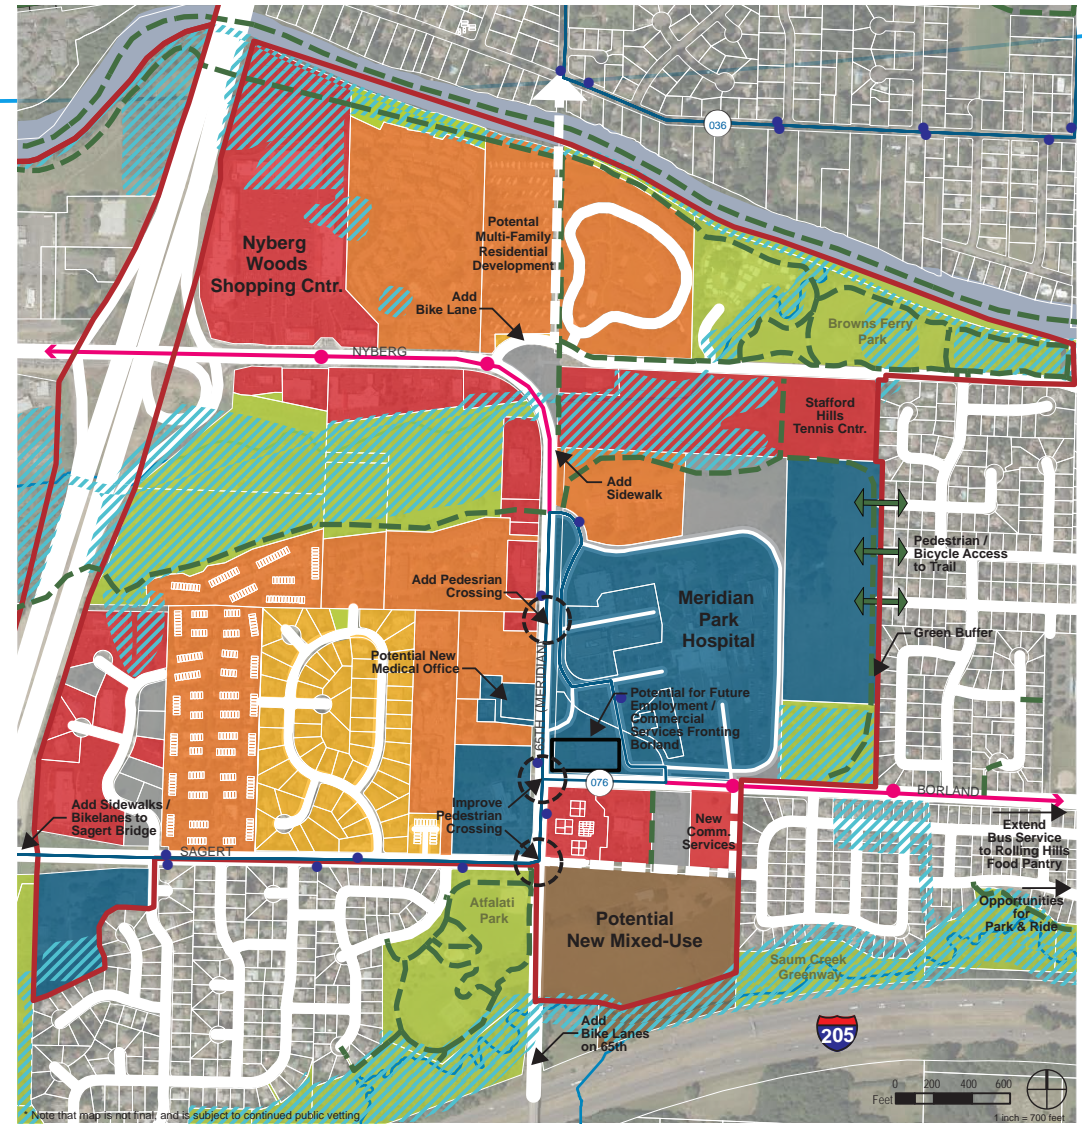 036
Nyberg
Woods
Shopping Cntr.
Potental
Multi-Family
Residential
Development
Add
Bike Lane
NYBERG
Browns Ferry
Park
Stafford
Hills
Tennis Cntr.
Add
Sidewalk
Pedestrian /
Bicycle Access
to Trail
Add Pedesrian
Crossing
Meridian
Park
Hospital
Green Buffer
Potential New
Medical Office
65TH / MERIDIAN
Potential for Future
Employment /
Commercial
Services Fronting
Borland
076
BORLAND
Add Sidewalks /
Bikelanes to
Sagert Bridge
Improve
Pedestrian
Crossing
New
Comm.
Services
Extend
Bus Service
to Rolling Hills
Food Pantry
SAGERT
Opportunities
for
Park & Ride
Atfalati
Park
Potential
New Mixed-Use
Saum Creek
Greenway
Add
Bike Lanes
on 65th
205
0 200 400 600
Feet
1 inch = 700 feet
* Note that map is not final, and is subject to continued public vetting